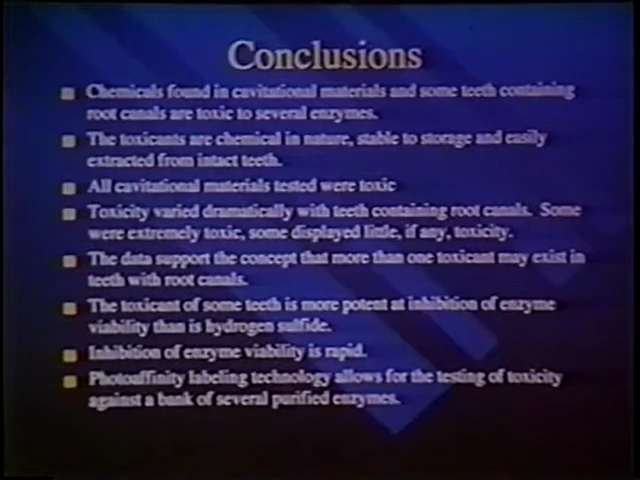 Conclusions
Chemicals found in cavitational materials and some teeth containing
root canals are toxic to several enzymes.
The toxicants are chemical in nature, stable to storage and easily
extracted from intact teeth.
All cavitational materials tested were toxic
Toxicity varied dramatically with teeth containing root canals. Some
were extremely toxic, some displayed little, if any, toxicity.
The data support the concept that more than one toxicant may exist in
teeth with root canals.
The toxicant of some teeth is more potent at inhibition of enzyme
viability than is hydrogen sulfide.
Inhibition of enzyme viability is rapid.
Photoaffinity labeling technology allows for the testing of toxicity
against a bank of several purified enzymes.